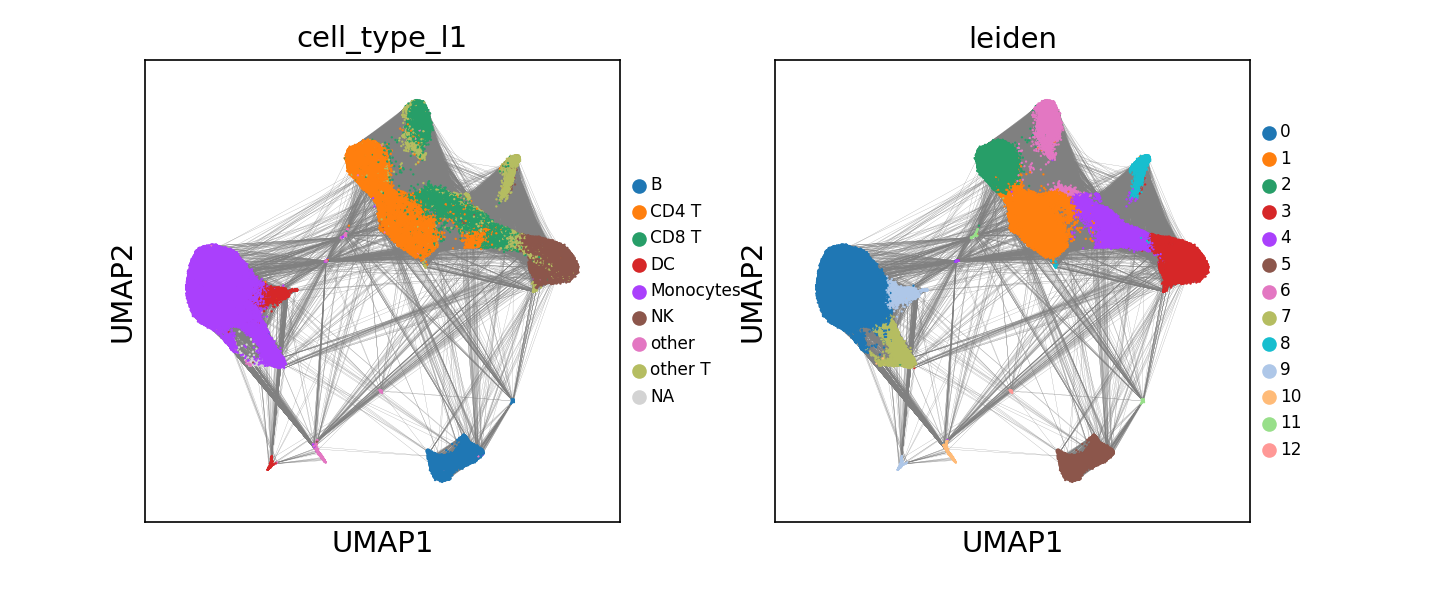 cell_type_l1
UMAP2
UMAP1
B
CD4 T
CD8 T
DC
Monocytes
NK
other
other T
NA
leiden
UMAP2
UMAP1
0
1
2
3
4
5
6
7
8
9
10
11
12